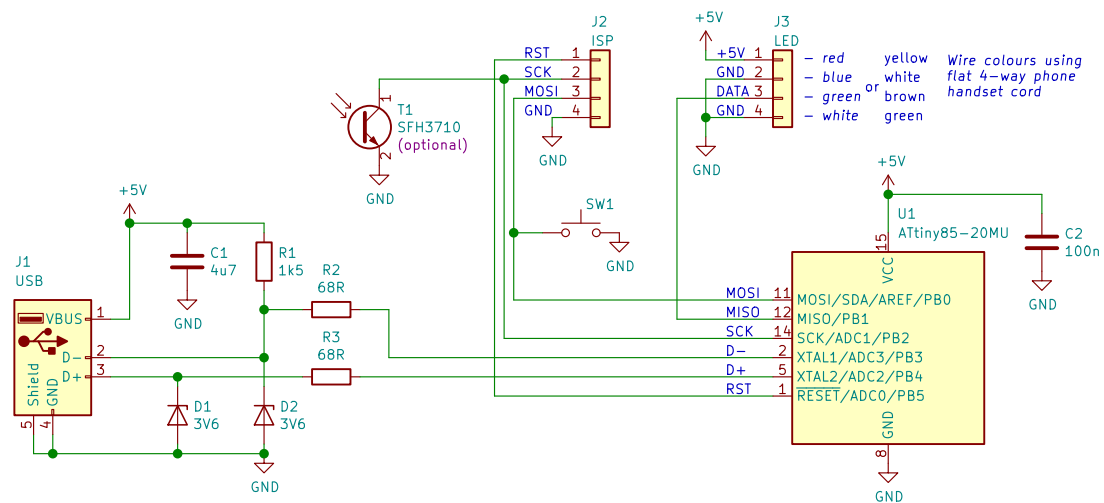 J2
ISP
RST 1
SCK 2
MOSI 3
GND 4
GND
+5V
J3
LED
+5V 1
GND 2
DATA 3
GND 4
GND
– red
– blue
– green
– white
or
yellow
white
brown
green
Wire colours using
flat 4-way phone
handset cord
1
T1
SFH3710
(optional)
2
GND
SW1
GND
+5V
C1
4u7
GND
R1
1k5
R2
68R
R3
68R
J1
USB
VBUS 1
D- 2
D+ 3
Shield
GND
5
4
D1
3V6
D2
3V6
GND
+5V
U1
ATtiny85-20MU
C2
100n
GND
15
VCC
MOSI 11 MOSI/SDA/AREF/PB0
MISO 12 MISO/PB1
SCK 14 SCK/ADC1/PB2
D- 2 XTAL1/ADC3/PB3
D+ 5 XTAL2/ADC2/PB4
RST 1 RESET/ADC0/PB5
GND
8
GND